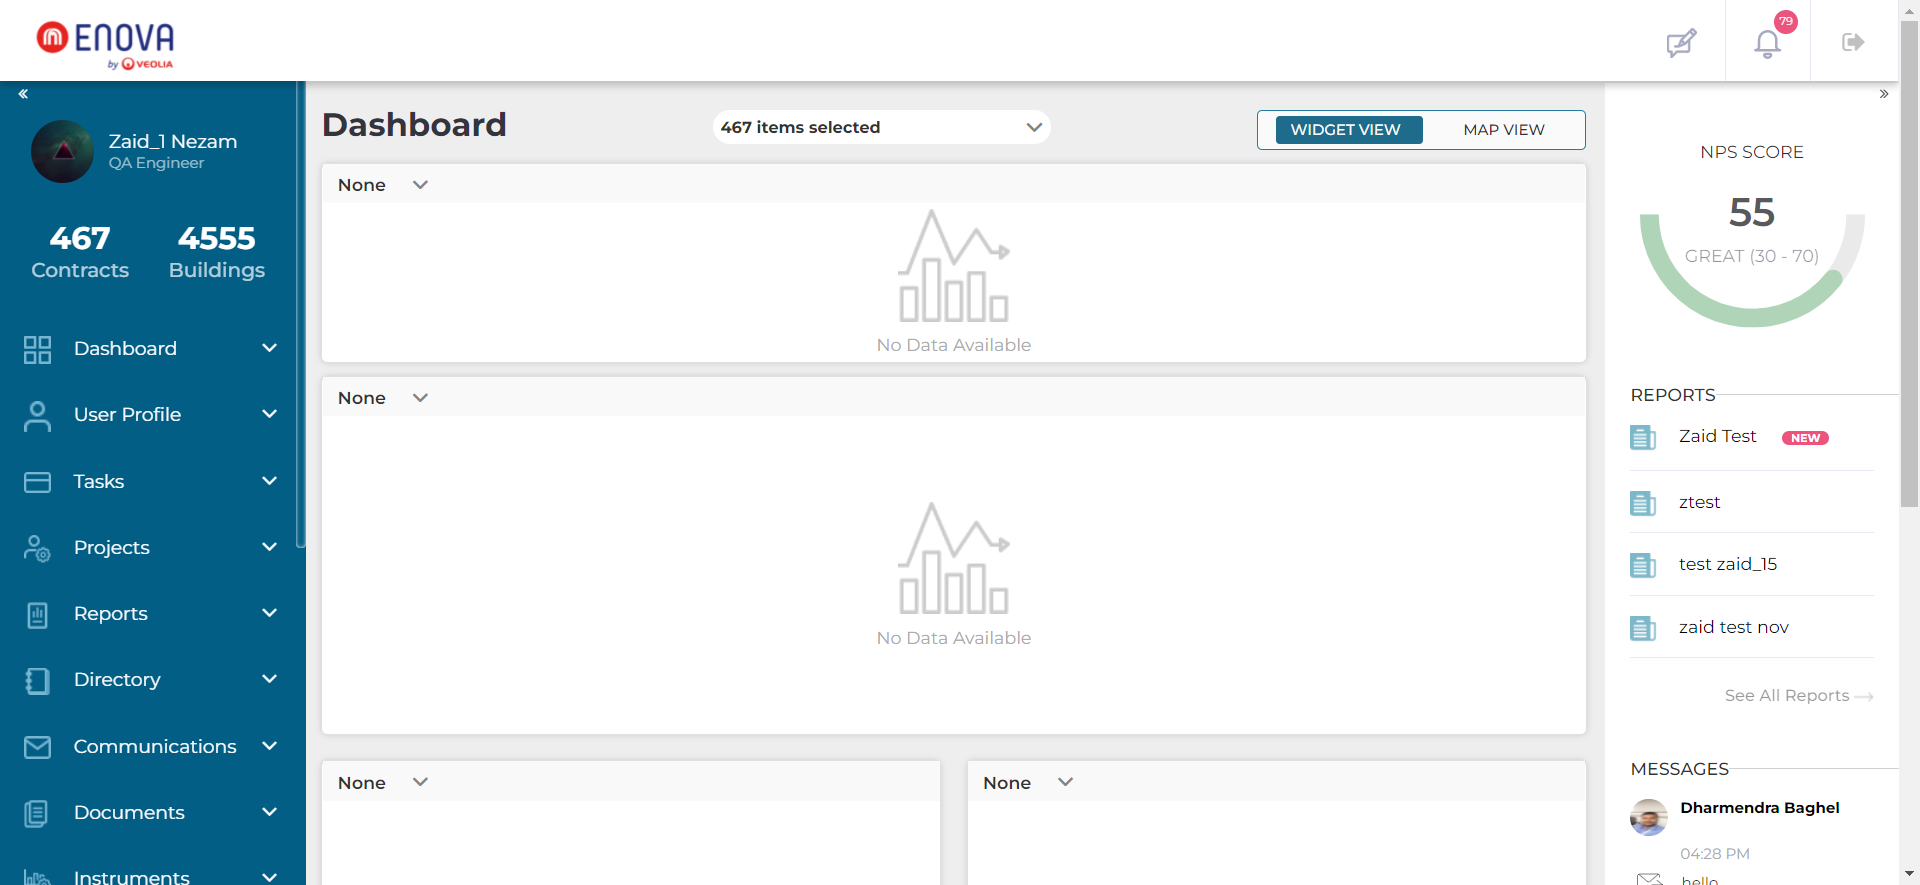 ENOVA
by VEOLIA
79
«
Zaid_1 Nezam
QA Engineer
467
Contracts
4555
Buildings
Dashboard
User Profile
Tasks
Projects
Reports
Directory
Communications
Documents
Instruments
Dashboard
467 items selected
WIDGET VIEW
MAP VIEW
None
No Data Available
None
No Data Available
None
None
»
NPS SCORE
55
GREAT (30 - 70)
REPORTS
Zaid Test NEW
ztest
test zaid_15
zaid test nov
See All Reports
MESSAGES
Dharmendra Baghel
04:28 PM
hello